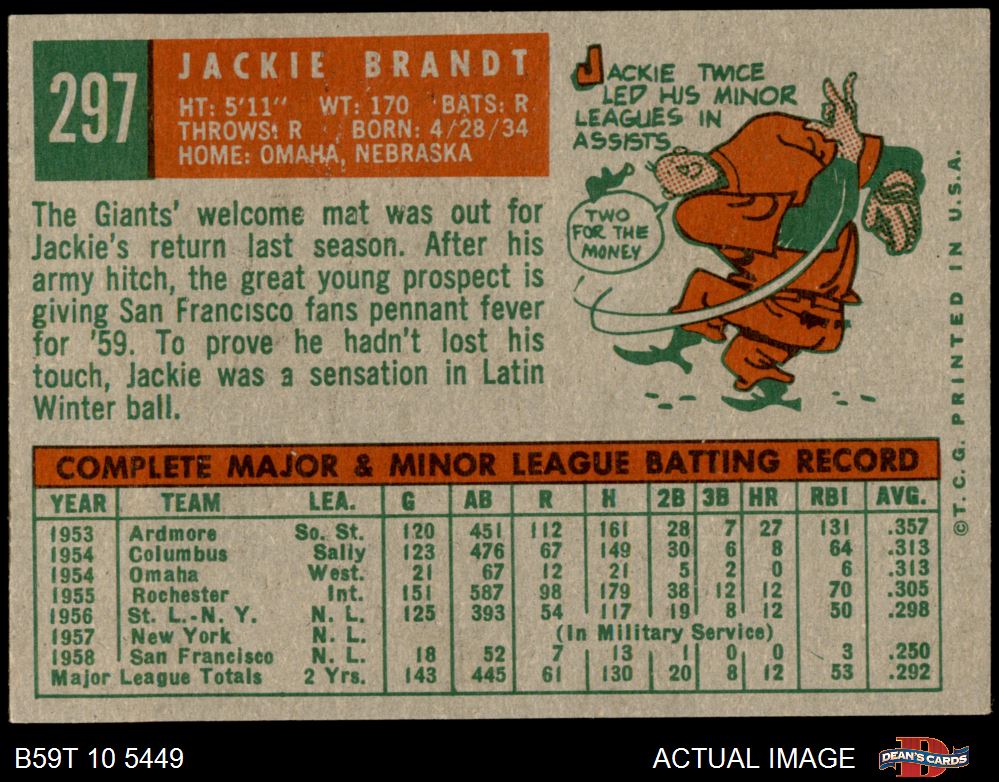 297
JACKIE BRANDT
HT: 5'11" WT: 170 BATS: R
THROWS: R BORN: 4/28/34
HOME: OMAHA, NEBRASKA
JACKIE TWICE
LED HIS MINOR
LEAGUES IN
ASSISTS
TWO
FOR THE
MONEY
The Giants' welcome mat was out for
Jackie's return last season. After his
army hitch, the great young prospect is
giving San Francisco fans pennant fever
for '59. To prove he hadn't lost his
touch, Jackie was a sensation in Latin
Winter ball.
COMPLETE MAJOR & MINOR LEAGUE BATTING RECORD
YEAR TEAM LEA. G AB R H 2B 3B HR RBI AVG.
1953 Ardmore So. St. 120 451 112 161 28 7 27 131 .357
1954 Columbus Sally 123 476 67 149 30 6 8 64 .313
1954 Omaha West. 21 67 12 21 5 2 0 6 .313
1955 Rochester Int. 151 587 98 179 38 12 12 70 .305
1956 St. L.-N. Y. N. L. 125 393 54 117 19 8 12 50 .298
1957 New York N. L. (In Military Service)
1958 San Francisco N. L. 18 52 7 13 1 0 0 3 .250
Major League Totals 2 Yrs. 143 445 61 130 20 8 12 53 .292
©T. C. G. PRINTED IN U.S.A.
B59T 10 5449
ACTUAL IMAGE
DEAN'S CARDS